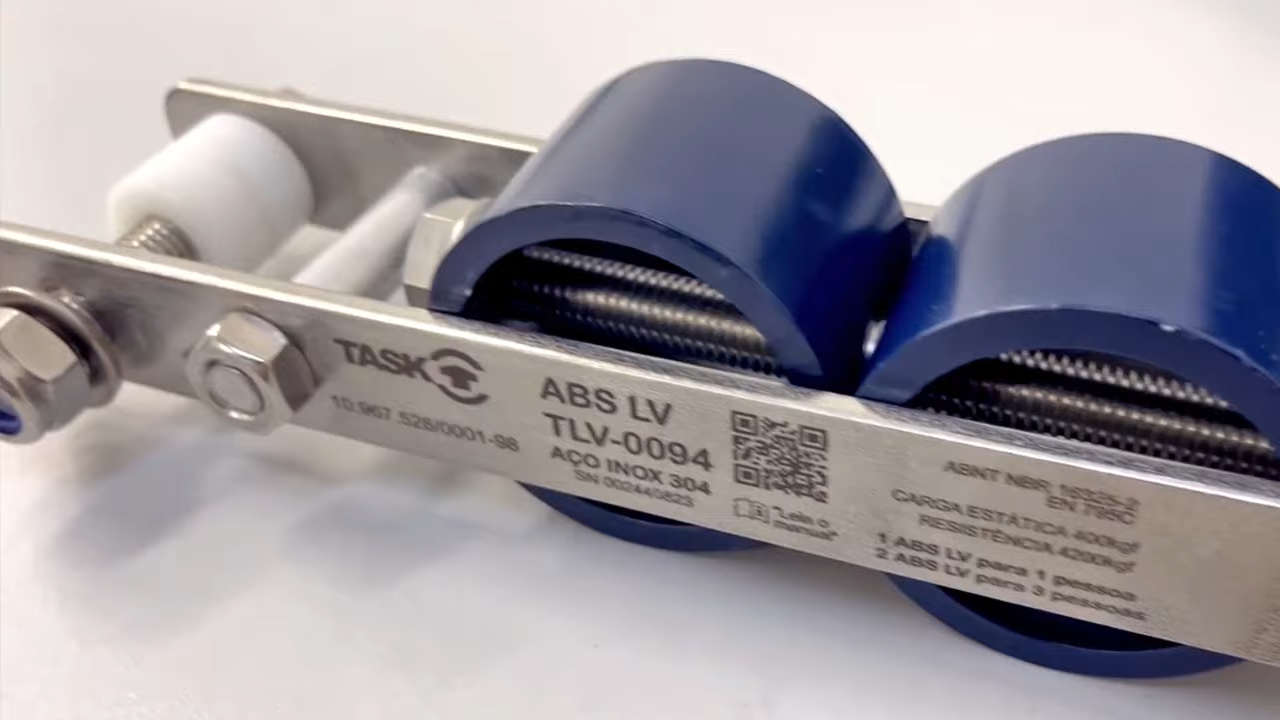 TASK
10.967.528/0001-98
ABS LV
TLV-0094
AÇO INOX 304
SN 002440823
"Leia o
manual"
ABNT NBR 16325-2
EN 795C
CARGA ESTÁTICA 400kgf
RESISTÊNCIA 4200kgf
1 ABS LV para 1 pessoa
2 ABS LV para 3 pessoas